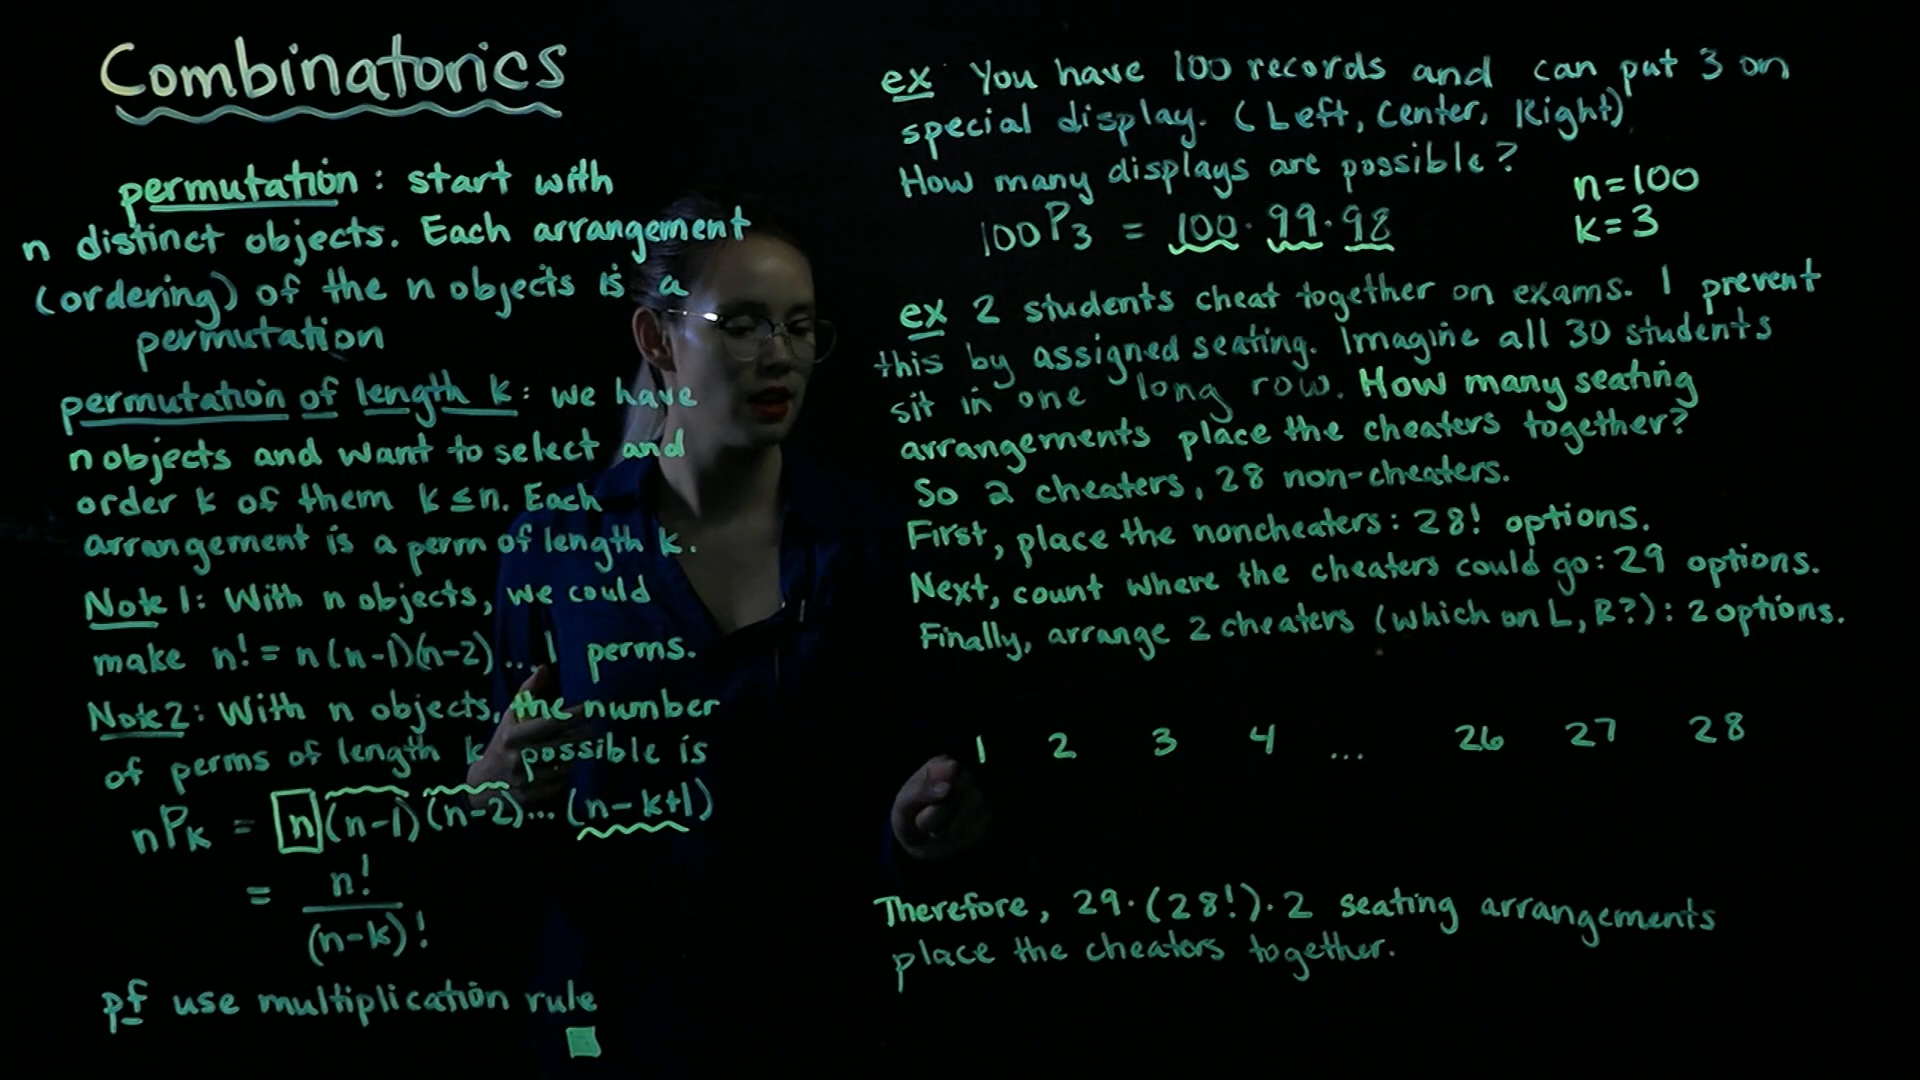 Combinatorics
permutation: start with
n distinct objects. Each arrangement
(ordering) of the n objects is a
permutation
permutation of length k: we have
n objects and want to select and
order k of them k ≤ n. Each
arrangement is a perm of length k.
Note 1: With n objects, we could
make n! = n(n-1)(n-2)...1 perms.
Note 2: With n objects, the number
of perms of length k possible is
nPk = n(n-1)(n-2)...(n-k+1)
= n!/(n-k)!
pf use multiplication rule
ex You have 100 records and can put 3 on
special display. (Left, Center, Right)
How many displays are possible?
n=100
k=3
100P3 = 100·99·98
ex 2 students cheat together on exams. I prevent
this by assigned seating. Imagine all 30 students
sit in one long row. How many seating
arrangements place the cheaters together?
So 2 cheaters, 28 non-cheaters.
First, place the noncheaters: 28! options.
Next, count where the cheaters could go: 29 options.
Finally, arrange 2 cheaters (which on L, R?): 2 options.
1 2 3 4 ... 26 27 28
Therefore, 29·(28!)·2 seating arrangements
place the cheaters together.